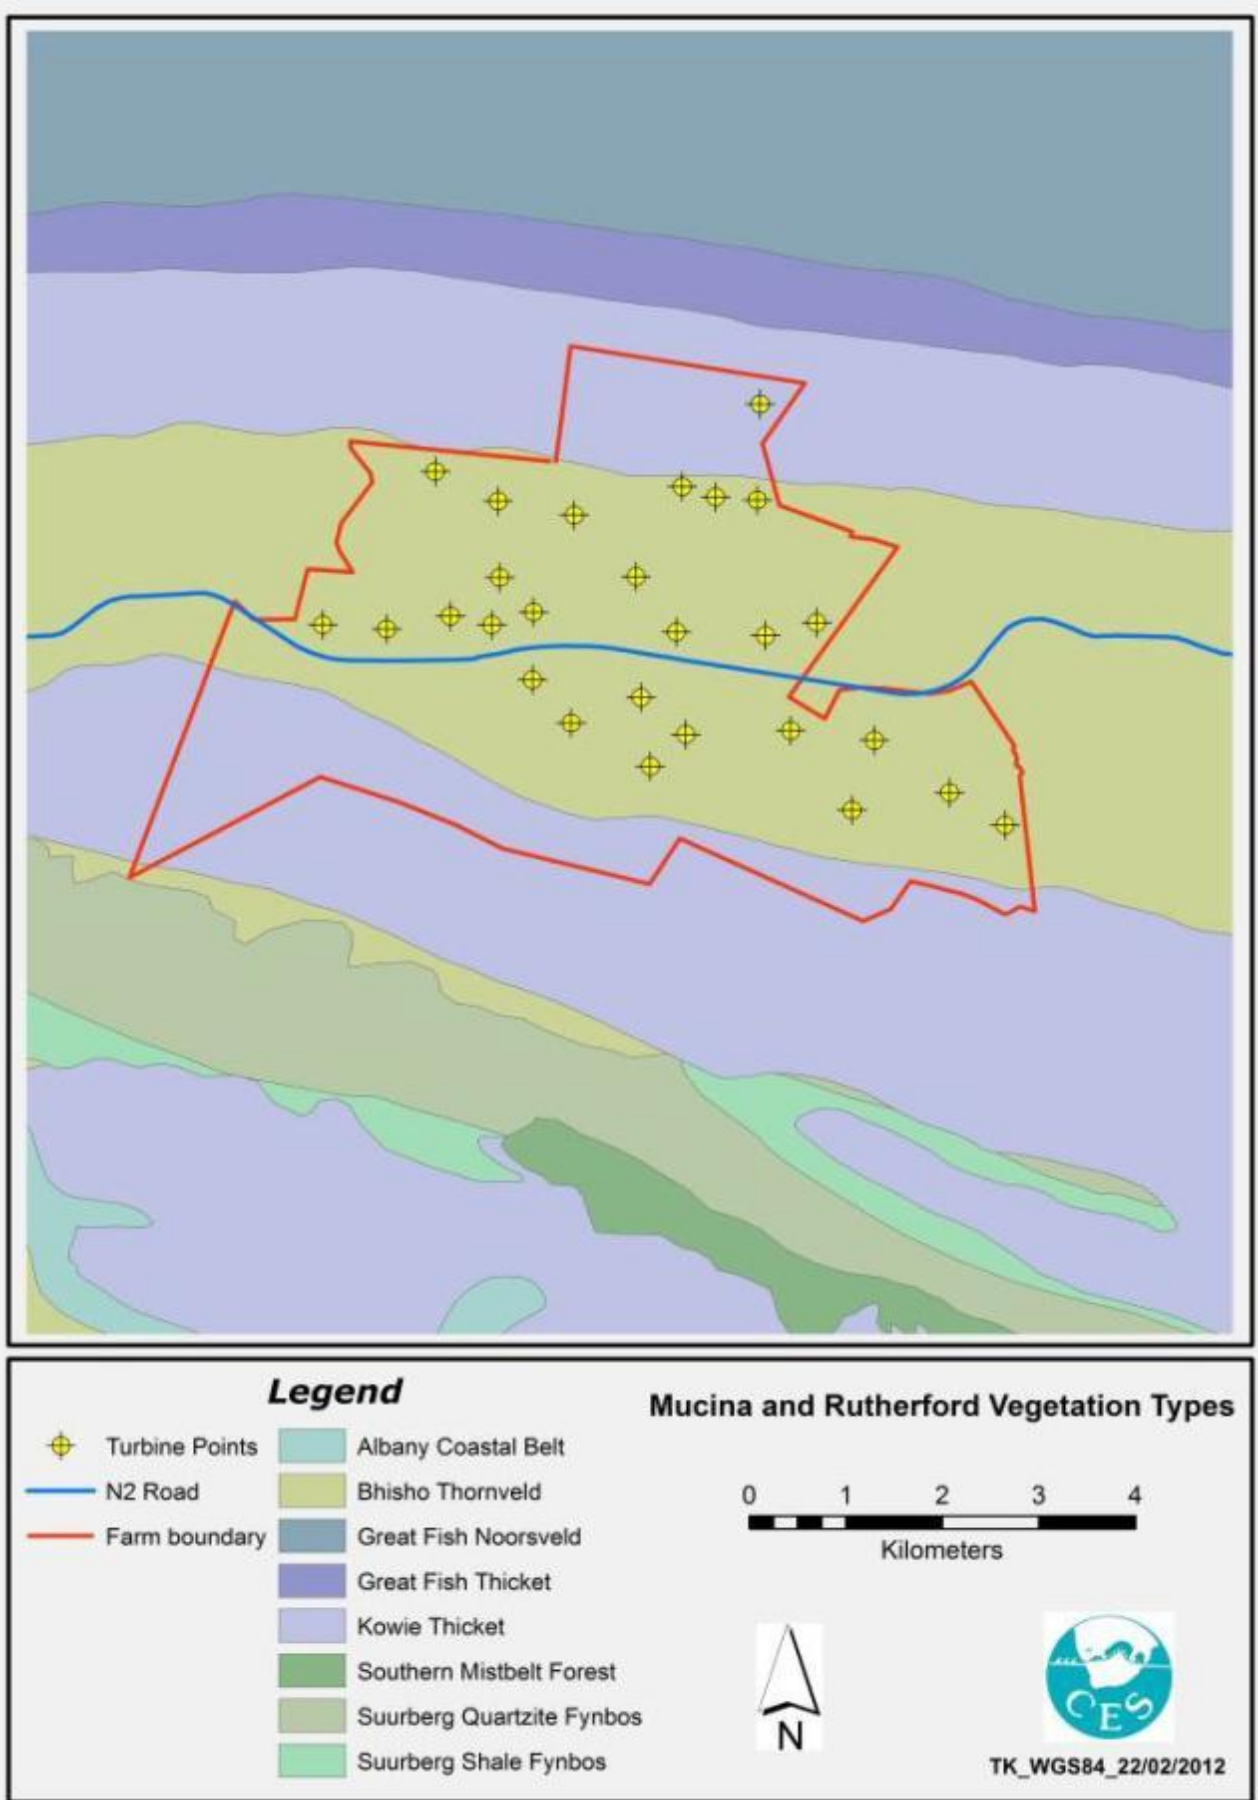 Legend
Turbine Points
N2 Road
Farm boundary
Albany Coastal Belt
Bhisho Thornveld
Great Fish Noorsveld
Great Fish Thicket
Kowie Thicket
Southern Mistbelt Forest
Suurberg Quartzite Fynbos
Suurberg Shale Fynbos
Mucina and Rutherford Vegetation Types
0 1 2 3 4
Kilometers
N
CES
TK_WGS84_22/02/2012